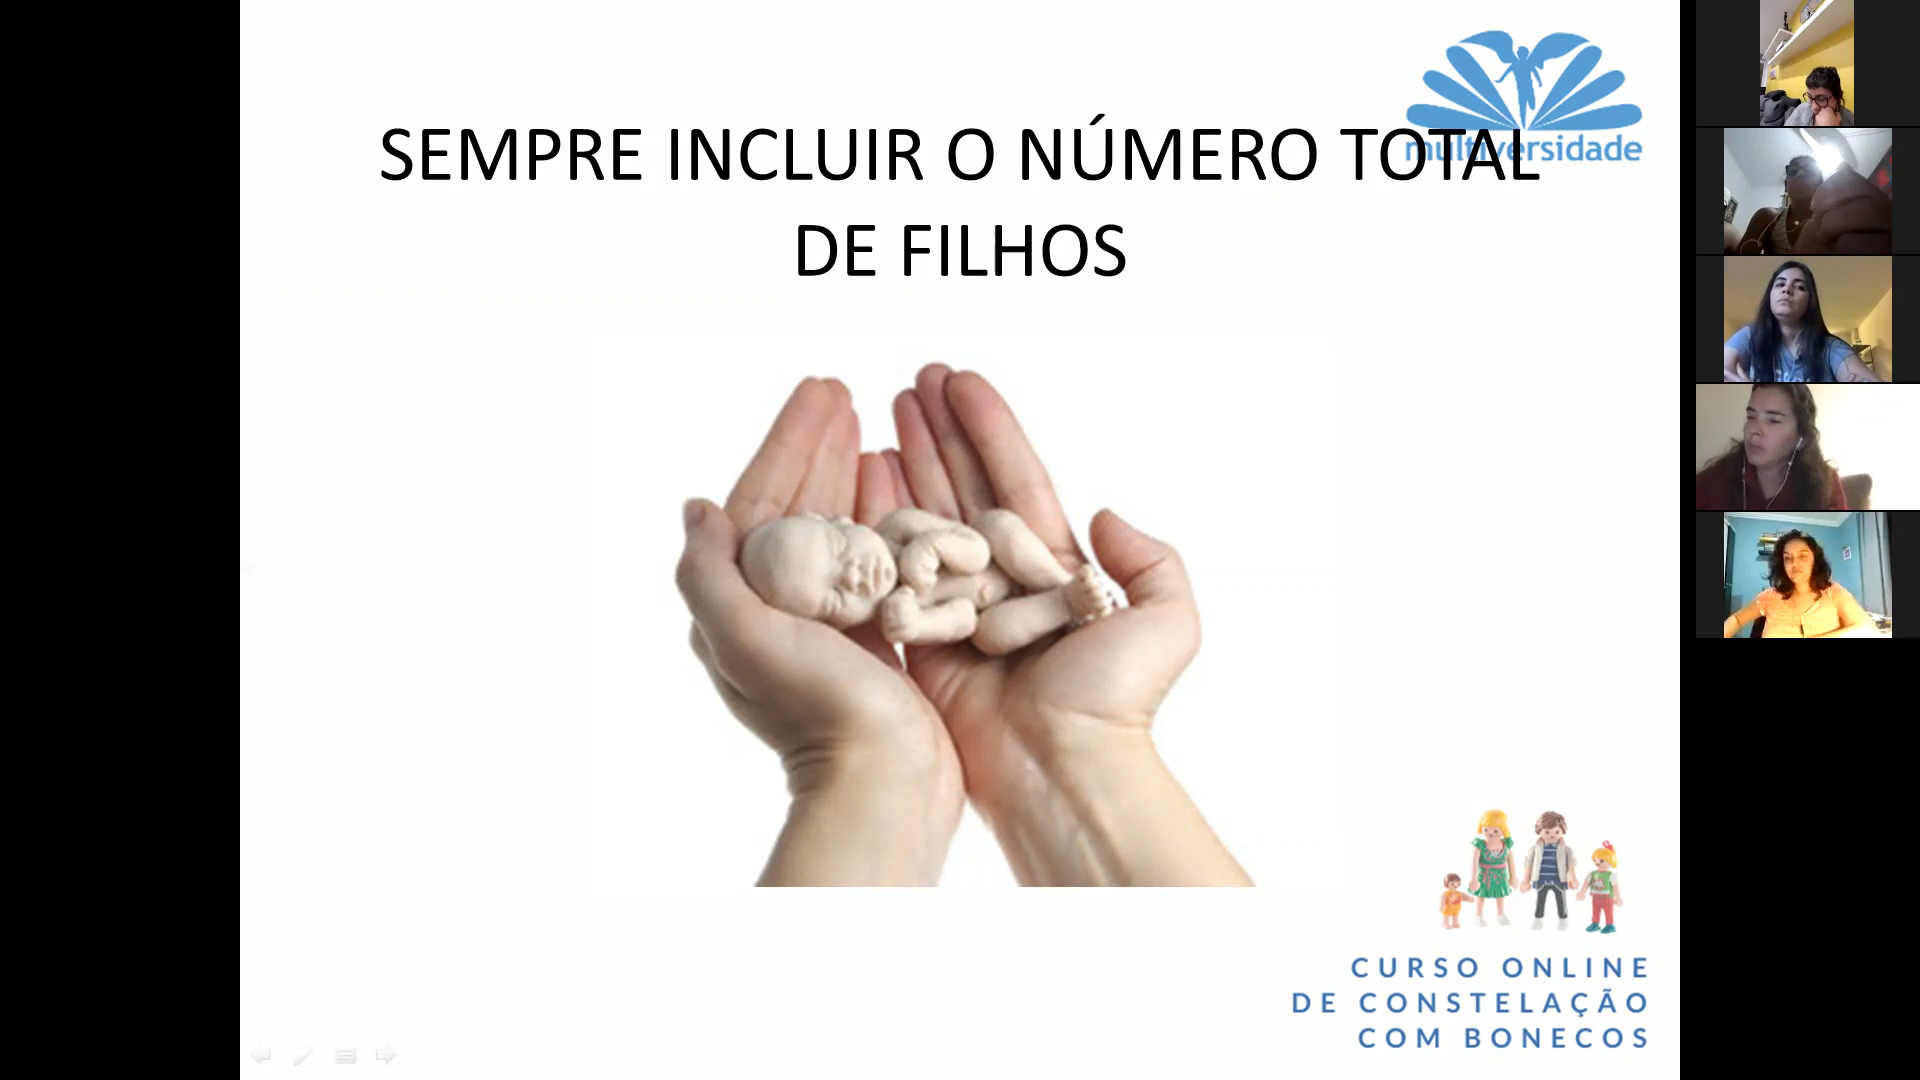 SEMPRE INCLUIR O NÚMERO TOTAL
multiversidade
DE FILHOS
CURSO ONLINE
DE CONSTELAÇÃO
COM BONECOS